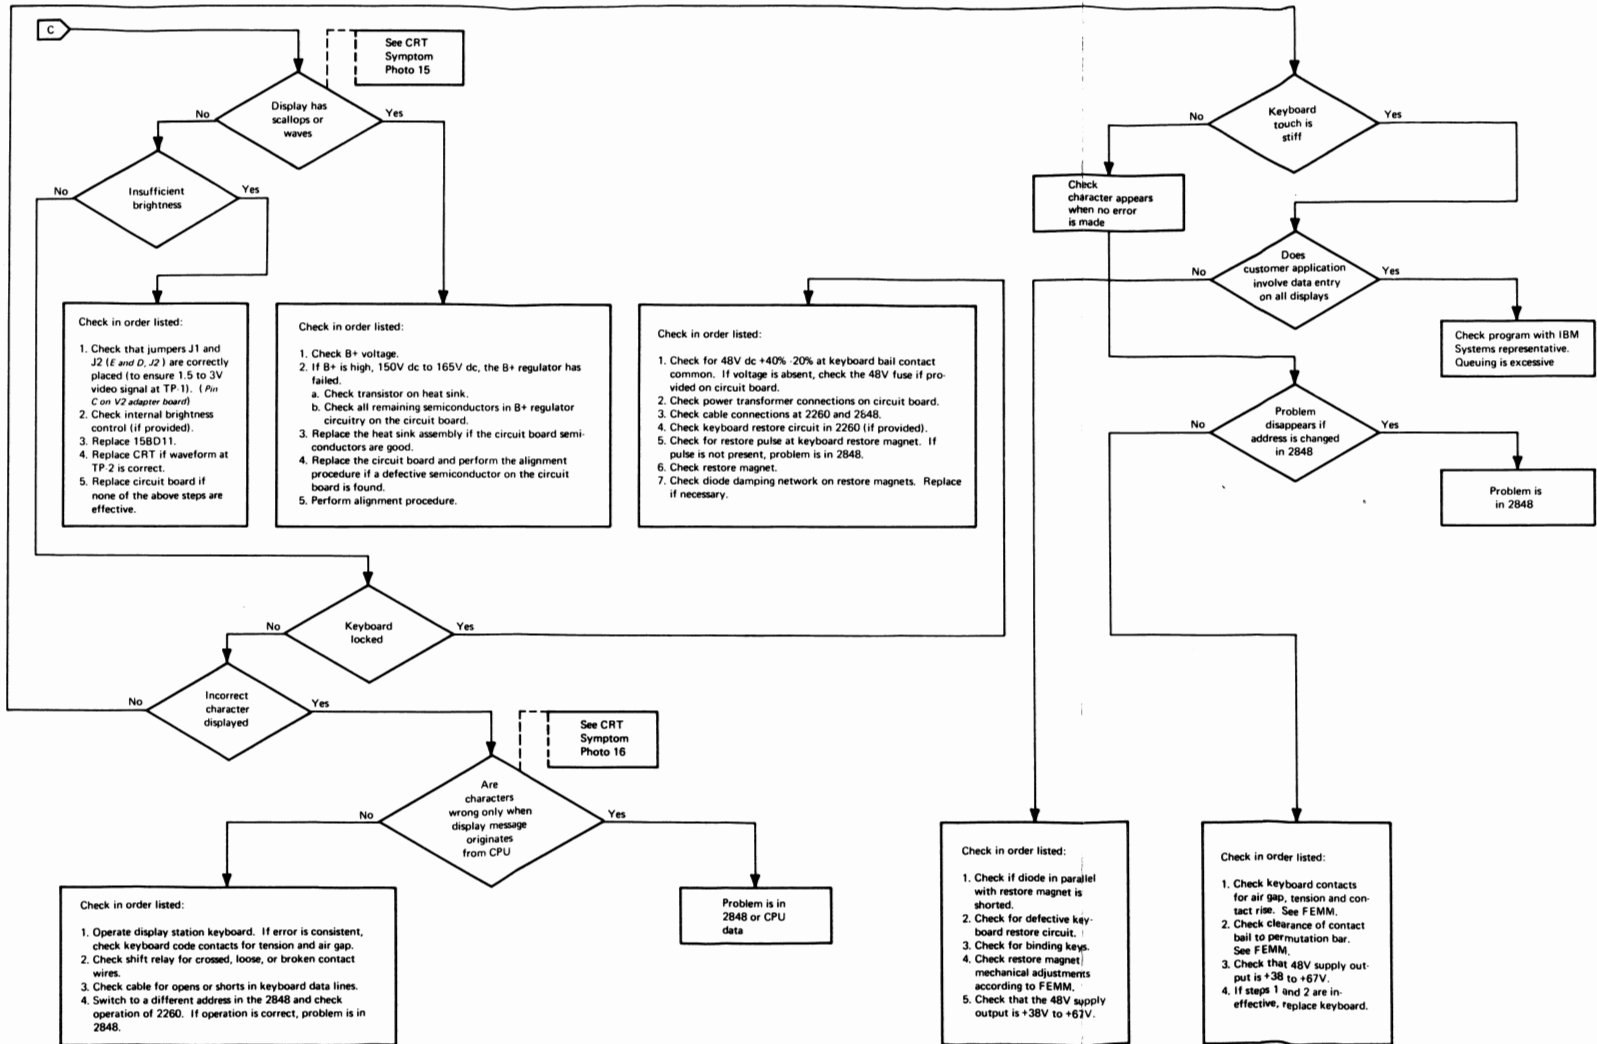 C
See CRT
Symptom
Photo 15
Display has
scallops or
waves
No
Yes
Insufficient
brightness
No
Yes
Check in order listed:
1. Check that jumpers J1 and
J2 (E and D, J2) are correctly
placed (to ensure 1.5 to 3V
video signal at TP-1). (Pin
C on V2 adapter board)
2. Check internal brightness
control (if provided).
3. Replace 15BD11.
4. Replace CRT if waveform at
TP-2 is correct.
5. Replace circuit board if
none of the above steps are
effective.
Check in order listed:
1. Check B+ voltage.
2. If B+ is high, 150V dc to 165V dc, the B+ regulator has
failed.
a. Check transistor on heat sink.
b. Check all remaining semiconductors in B+ regulator
circuitry on the circuit board.
3. Replace the heat sink assembly if the circuit board semi-
conductors are good.
4. Replace the circuit board and perform the alignment
procedure if a defective semiconductor on the circuit
board is found.
5. Perform alignment procedure.
Check in order listed:
1. Check for 48V dc +40% -20% at keyboard bail contact
common. If voltage is absent, check the 48V fuse if pro-
vided on circuit board.
2. Check power transformer connections on circuit board.
3. Check cable connections at 2260 and 2848.
4. Check keyboard restore circuit in 2260 (if provided).
5. Check for restore pulse at keyboard restore magnet. If
pulse is not present, problem is in 2848.
6. Check restore magnet.
7. Check diode damping network on restore magnets. Replace
if necessary.
Keyboard
locked
No
Yes
Incorrect
character
displayed
No
Yes
See CRT
Symptom
Photo 16
Are
characters
wrong only when
display message
originates
from CPU
No
Yes
Check in order listed:
1. Operate display station keyboard. If error is consistent,
check keyboard code contacts for tension and air gap.
2. Check shift relay for crossed, loose, or broken contact
wires.
3. Check cable for opens or shorts in keyboard data lines.
4. Switch to a different address in the 2848 and check
operation of 2260. If operation is correct, problem is in
2848.
Problem is in
2848 or CPU
data
Keyboard
touch is
stiff
No
Yes
Check
character appears
when no error
is made
Does
customer application
involve data entry
on all displays
No
Yes
Check program with IBM
Systems representative.
Queuing is excessive
Problem
disappears if
address is changed
in 2848
No
Yes
Problem is
in 2848
Check in order listed:
1. Check if diode in parallel
with restore magnet is
shorted.
2. Check for defective key-
board restore circuit.
3. Check for binding keys.
4. Check restore magnet
mechanical adjustments
according to FEMM.
5. Check that the 48V supply
output is +38V to +67V.
Check in order listed:
1. Check keyboard contacts
for air gap, tension and con-
tact rise. See FEMM.
2. Check clearance of contact
bail to permutation bar.
See FEMM.
3. Check that 48V supply out-
put is +38 to +67V.
4. If steps 1 and 2 are in-
effective, replace keyboard.